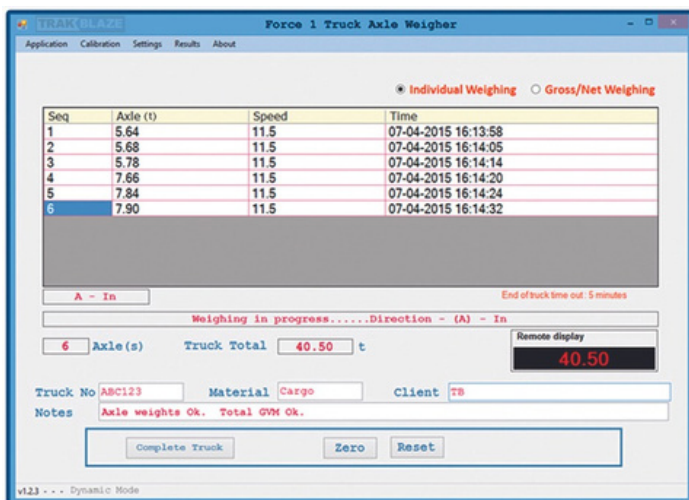 TRAKBLAZE Force 1 Truck Axle Weigher
Application Calibration Settings Results About
Individual Weighing Gross/Net Weighing
Seq Axle (t) Speed Time
1 5.64 11.5 07-04-2015 16:13:58
2 5.68 11.5 07-04-2015 16:14:05
3 5.78 11.5 07-04-2015 16:14:14
4 7.66 11.5 07-04-2015 16:14:20
5 7.84 11.5 07-04-2015 16:14:24
6 7.90 11.5 07-04-2015 16:14:32
A - In End of truck time out: 5 minutes
Weighing in progress......Direction - (A) - In
6 Axle(s) Truck Total 40.50 t
Remote display
40.50
Truck No ABC123 Material Cargo Client TB
Notes Axle weights Ok. Total GVM Ok.
Complete Truck Zero Reset
v1.2.3 - - - Dynamic Mode